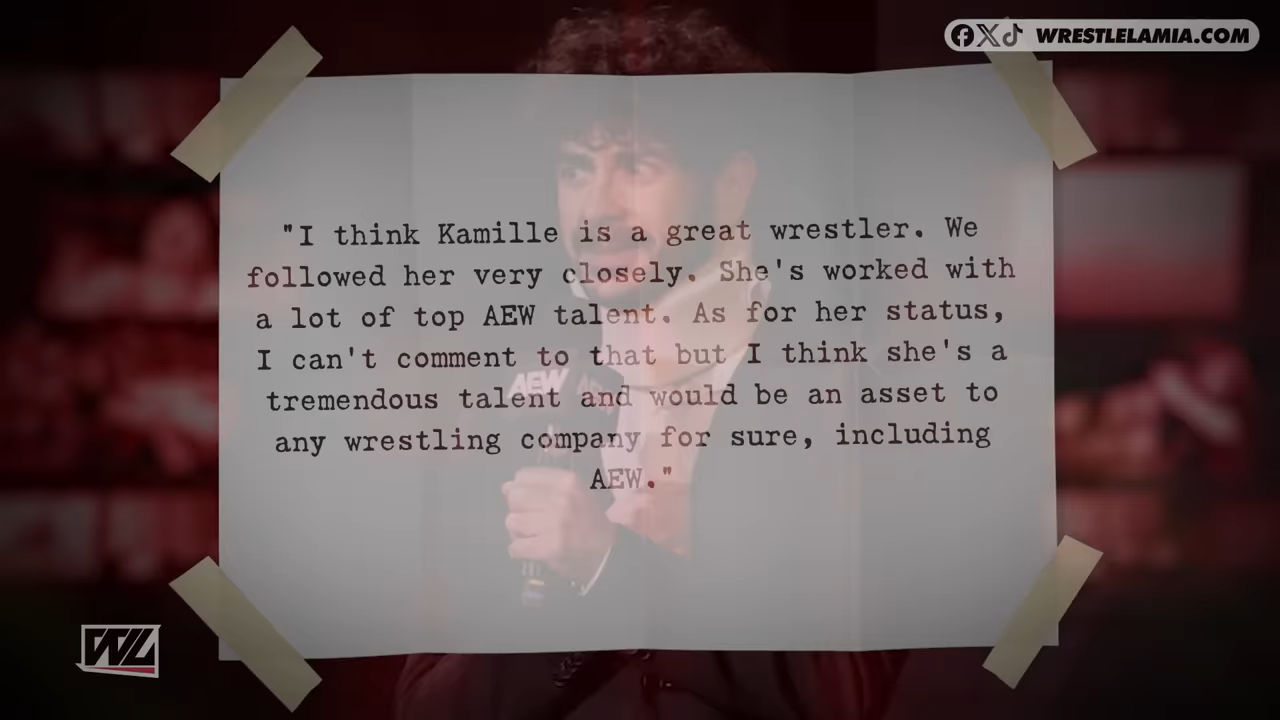 WRESTLELAMIA.COM
"I think Kamille is a great wrestler. We
followed her very closely. She's worked with
a lot of top AEW talent. As for her status,
I can't comment to that but I think she's a
tremendous talent and would be an asset to
any wrestling company for sure, including
AEW."
AEW
WL